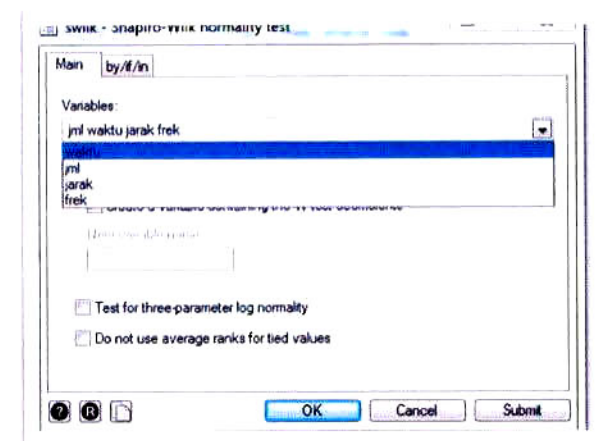 swilk - Shapiro-Wilk normality test
Main by/if/in
Variables:
jml waktu jarak frek
waktu
jml
jarak
frek
Test for three-parameter log normality
Do not use average ranks for tied values
OK Cancel Submit